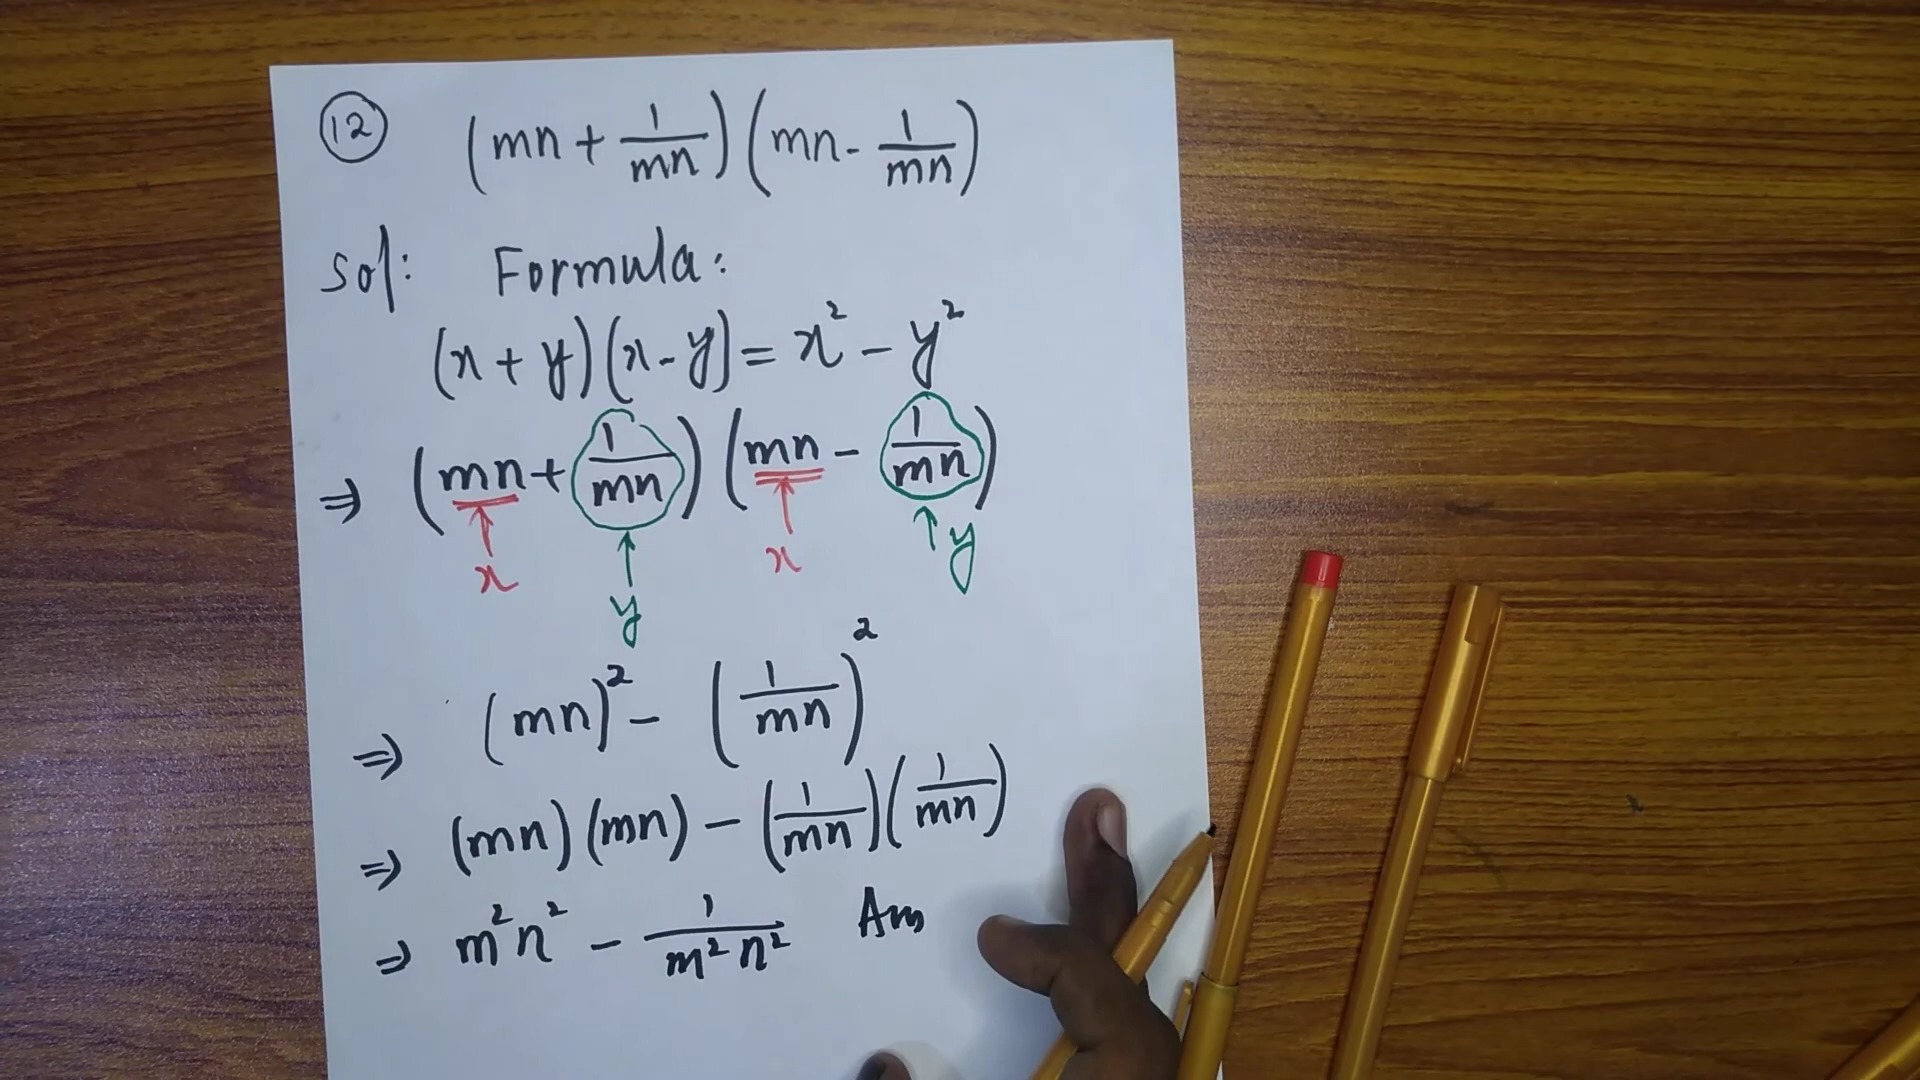 12 (mn + 1/mn)(mn - 1/mn)
Sol: Formula:
(x + y)(x - y) = x² - y²
⇒ (mn + 1/mn)(mn - 1/mn)
x y x y
⇒ (mn)² - (1/mn)²
⇒ (mn)(mn) - (1/mn)(1/mn)
⇒ m²n² - 1/m²n² Ans